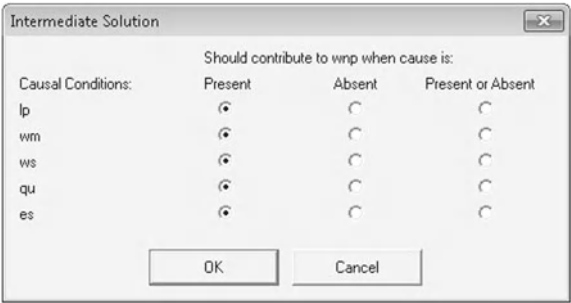 Intermediate Solution
Should contribute to wnp when cause is:
Causal Conditions: Present Absent Present or Absent
lp
wm
ws
qu
es
OK Cancel